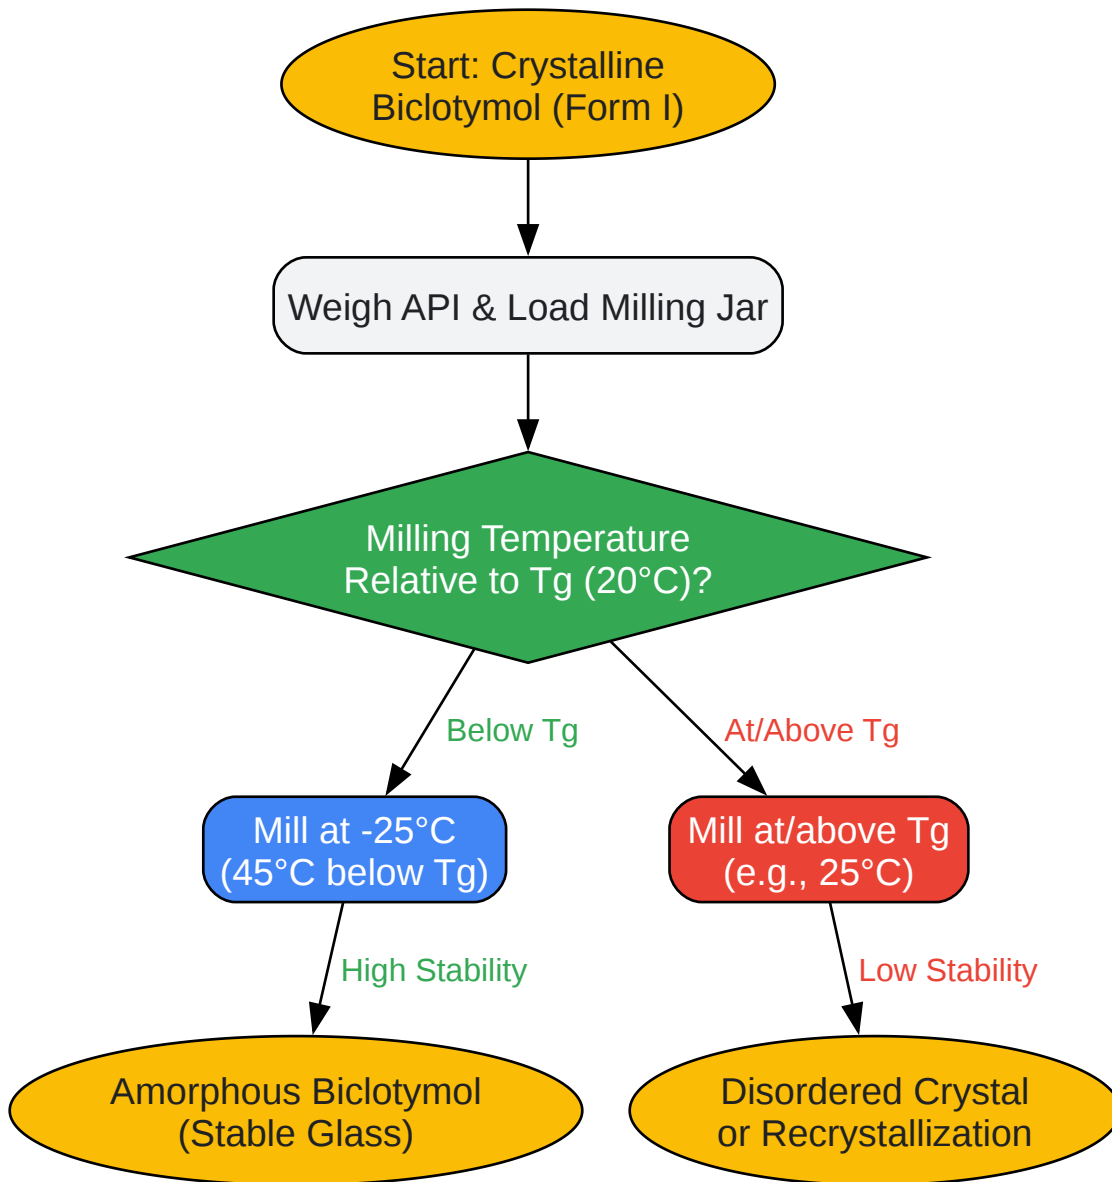 Start: Crystalline
Biclotymol (Form I)
Weigh API & Load Milling Jar
Milling Temperature
Relative to Tg (20°C)?
Below Tg
At/Above Tg
Mill at -25°C
(45°C below Tg)
Mill at/above Tg
(e.g., 25°C)
High Stability
Low Stability
Amorphous Biclotymol
(Stable Glass)
Disordered Crystal
or Recrystallization